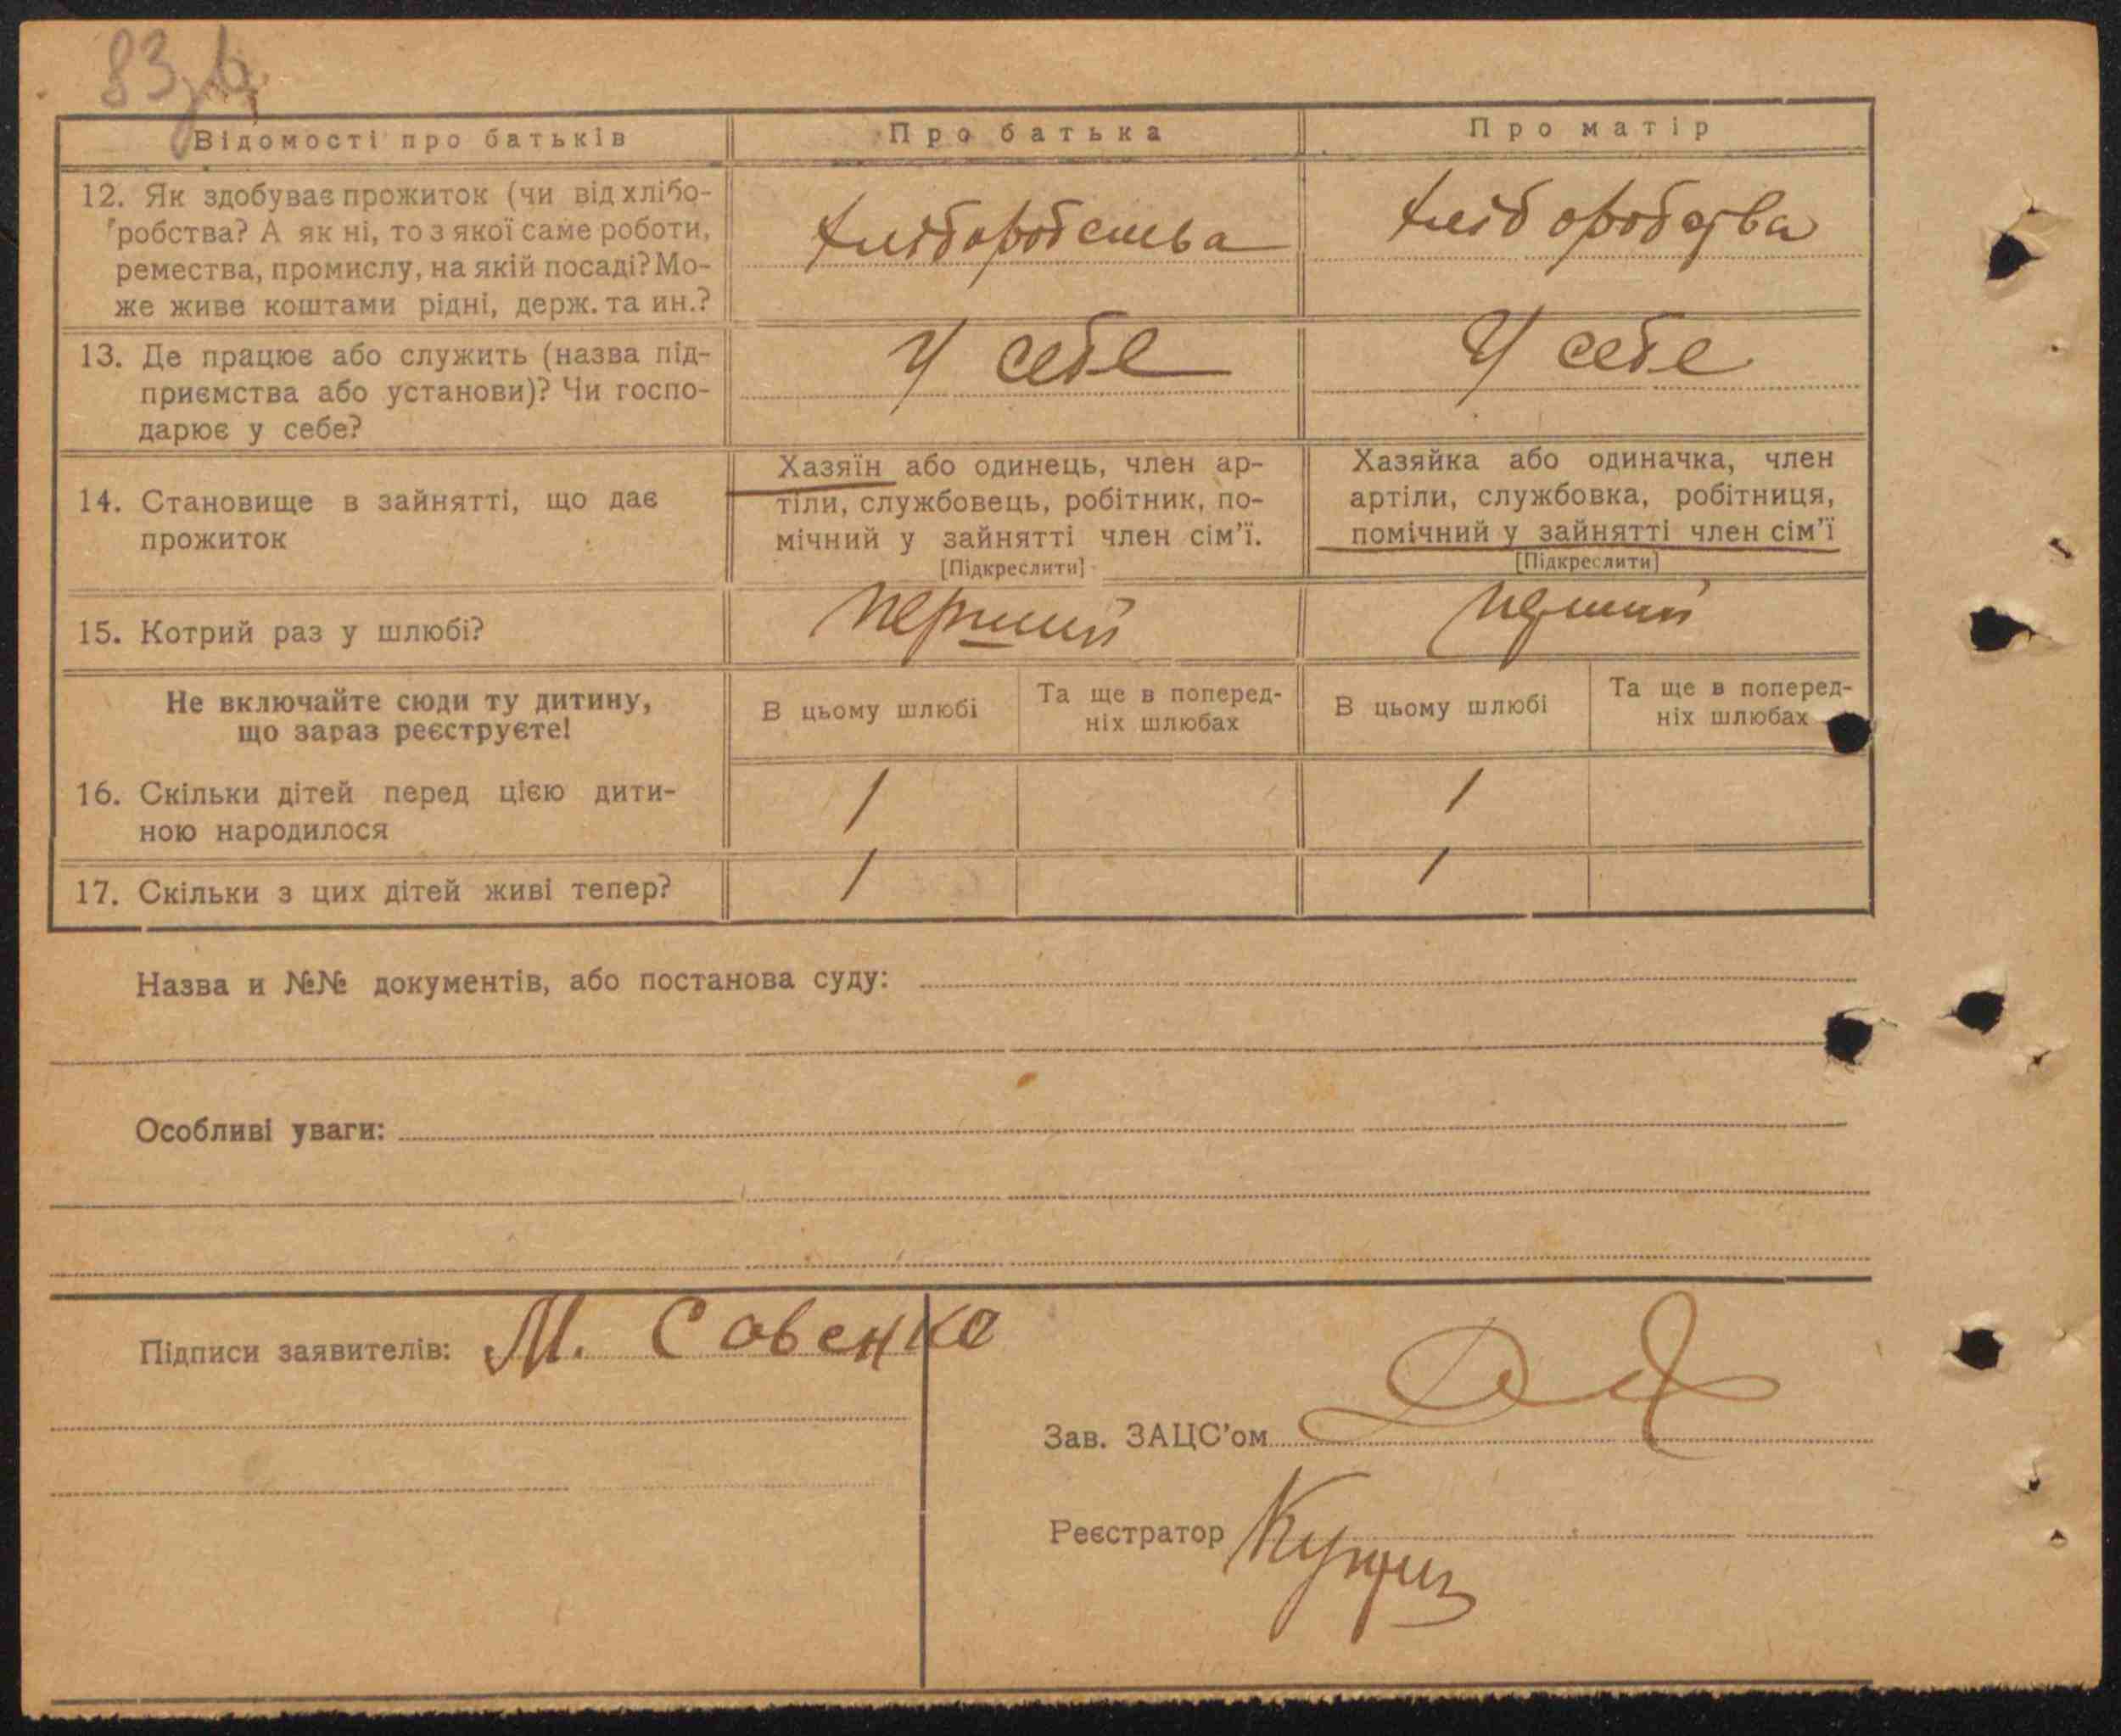 83
Відомості про батьків
Про батька
Про матір
12. Як здобуває прожиток (чи від хлібо-
робства? А як ні, то з якої саме роботи,
ремества, промислу, на якій посаді? Мо-
же живе коштами рідні, держ. та ин.?
хліборобства
хліборобства
13. Де працює або служить (назва під-
приємства або установи)? Чи госпо-
дарює у себе?
У себе
У себе
14. Становище в зайнятті, що дає
прожиток
Хазяїн або одинець, член ар-
тіли, службовець, робітник, по-
мічний у зайнятті член сім'ї.
[Підкреслити]
Хазяйка або одиначка, член
артіли, службовка, робітниця,
помічний у зайнятті член сім'ї
[Підкреслити]
15. Котрий раз у шлюбі?
перший
перший
Не включайте сюди ту дитину,
що зараз реєструєте!
В цьому шлюбі
Та ще в поперед-
ніх шлюбах
В цьому шлюбі
Та ще в поперед-
ніх шлюбах
16. Скільки дітей перед цією дити-
ною народилося
1
1
17. Скільки з цих дітей живі тепер?
1
1
Назва и №№ документів, або постанова суду:
Особливі уваги:
Підписи заявителів: М. Совенко
Зав. ЗАЦС'ом
Реєстратор